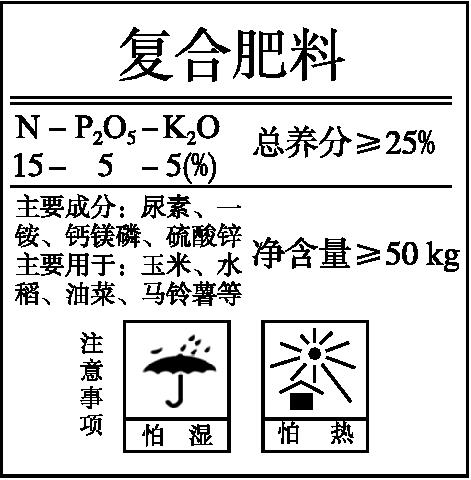 复合肥料
N – P₂O₅ – K₂O
15 – 5 – 5(%)
总养分≥25%
主要成分：尿素、一
铵、钙镁磷、硫酸锌
主要用于：玉米、水
稻、油菜、马铃薯等
净含量≥50 kg
注意事项
怕 湿
怕 热